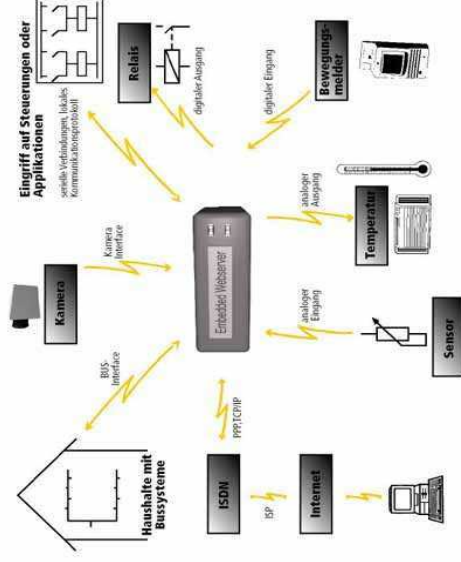 Haushalte mit
Bussysteme
BUS-
Interface
Kamera
Kamera
Interface
Eingriff auf Steuerungen oder
Applikationen
serielle Verbindungen, lokales
Kommunikationsprotokoll
Relais
digitaler Ausgang
ISDN
PPP,TCP/IP
Embedded Webserver
digitaler Eingang
Bewegungs-
melder
ISP
Internet
analoger
Eingang
Sensor
analoger
Ausgang
Temperatur